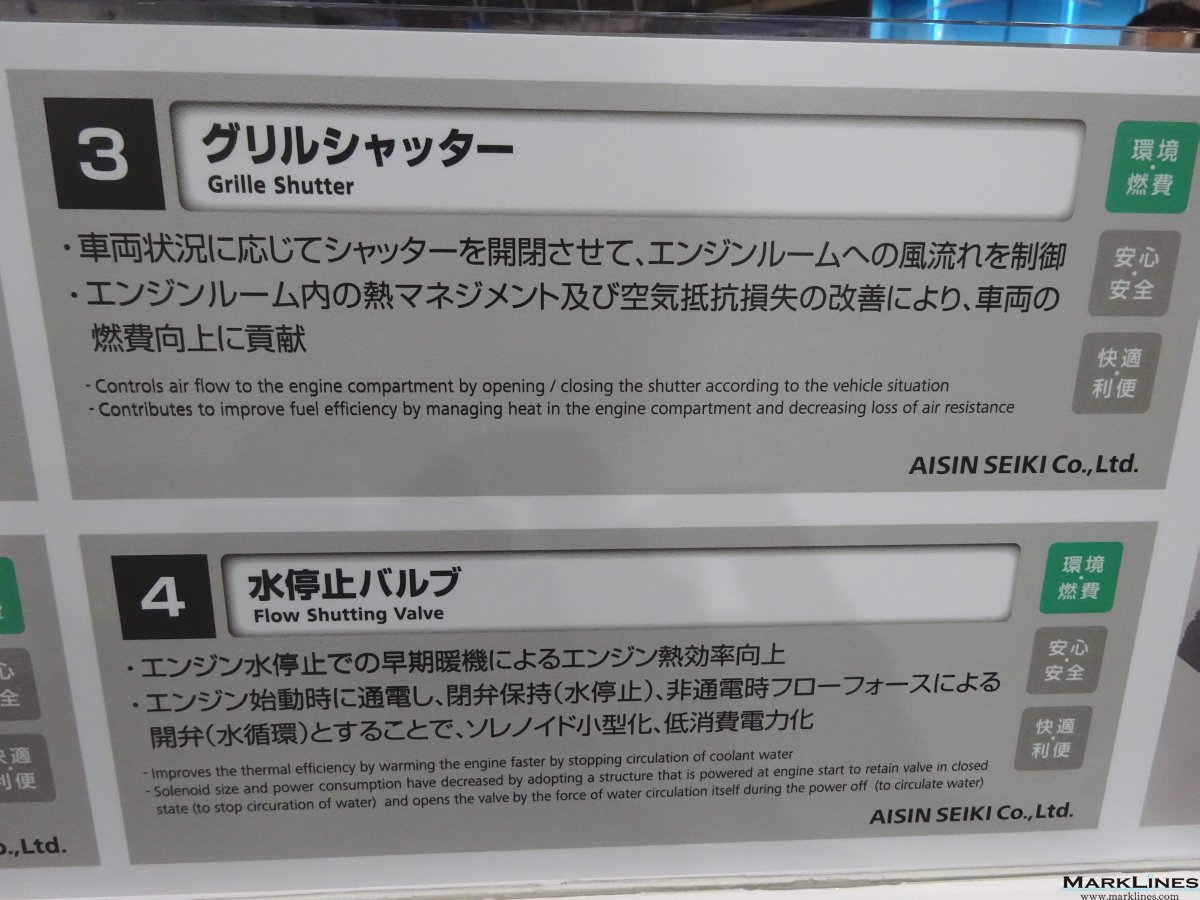 3
グリルシャッター
Grille Shutter
環境・
燃費
・車両状況に応じてシャッターを開閉させて、エンジンルームへの風流れを制御
安心・
安全
・エンジンルーム内の熱マネジメント及び空気抵抗損失の改善により、車両の
燃費向上に貢献
快適・
利便
- Controls air flow to the engine compartment by opening / closing the shutter according to the vehicle situation
- Contributes to improve fuel efficiency by managing heat in the engine compartment and decreasing loss of air resistance
AISIN SEIKI Co.,Ltd.
4
水停止バルブ
Flow Shutting Valve
環境・
燃費
・エンジン水停止での早期暖機によるエンジン熱効率向上
安心・
安全
・エンジン始動時に通電し、閉弁保持(水停止)、非通電時フローフォースによる
開弁(水循環)とすることで、ソレノイド小型化、低消費電力化
快適・
利便
- Improves the thermal efficiency by warming the engine faster by stopping circulation of coolant water
- Solenoid size and power consumption have decreased by adopting a structure that is powered at engine start to retain valve in closed
state (to stop circuration of water) and opens the valve by the force of water circulation itself during the power off (to circulate water)
AISIN SEIKI Co.,Ltd.
費
心
全
快適
利便
o.,Ltd.
MARKLINES
www.marklines.com